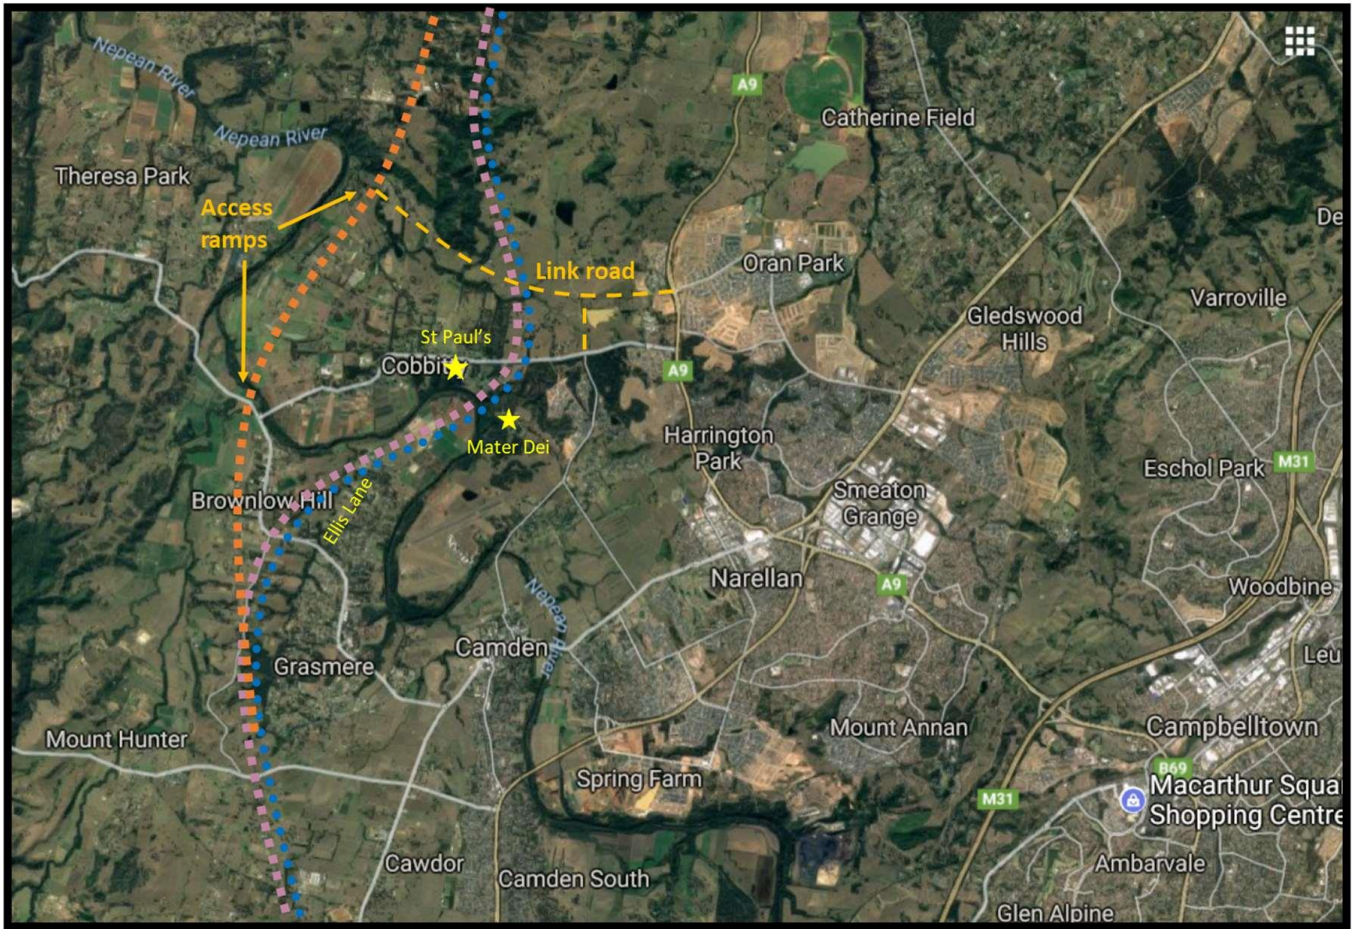 Nepean River
A9
Catherine Field
Nepean River
Theresa Park
Access
ramps
De
Link road
Oran Park
Varroville
Gledswood
Hills
St Paul's
Cobbitt
A9
Harrington
Park
Mater Dei
Eschol Park
M31
Brownlow Hill
Ellis Lane
Smeaton
Grange
Narellan
A9
Woodbine
Nepean River
Camden
Grasmere
Leu
Mount Hunter
Mount Annan
Campbelltown
Spring Farm
B69
M31
Macarthur Squa
Shopping Centre
Cawdor
Camden South
Ambarvale
Glen Alpine